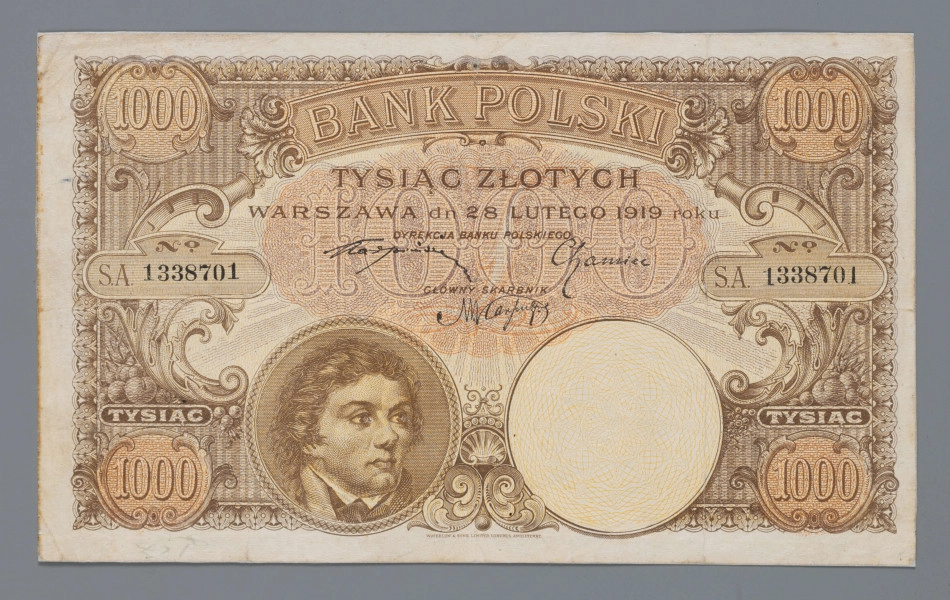 1000 BANK POLSKI 1000
TYSIĄC ZŁOTYCH
WARSZAWA dn 28 LUTEGO 1919 roku
DYREKCJA BANKU POLSKIEGO
No No
S.A. 1338701 S.A. 1338701
1000
GŁÓWNY SKARBNIK
TYSIĄC TYSIĄC
1000 1000